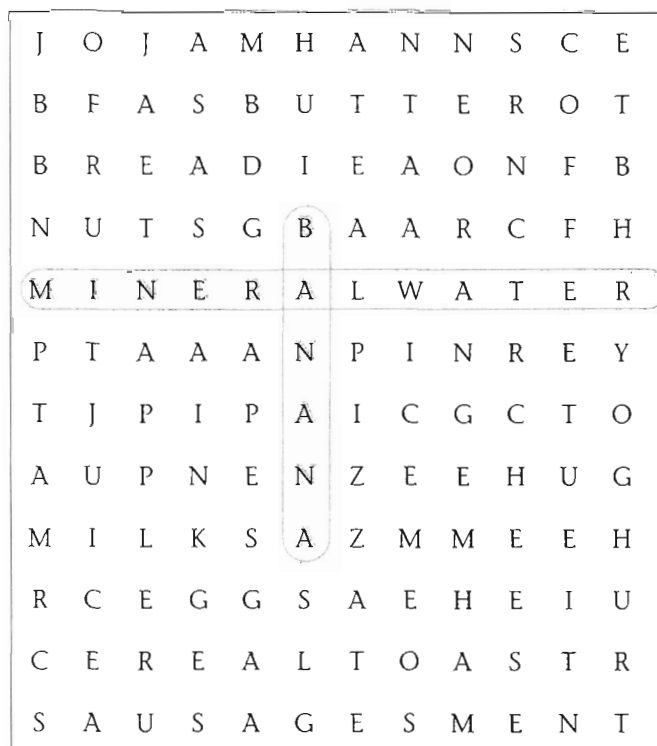 J O J A M H A N N S C E
B F A S B U T T E R O T
B R E A D I E A O N F B
N U T S G B A A R C F H
M I N E R A L W A T E R
P T A A A N P I N R E Y
T J P I P A I C G C T O
A U P N E N Z E E H U G
M I L K S A Z M M E E H
R C E G G S A E H E I U
C E R E A L T O A S T R
S A U S A G E S M E N T